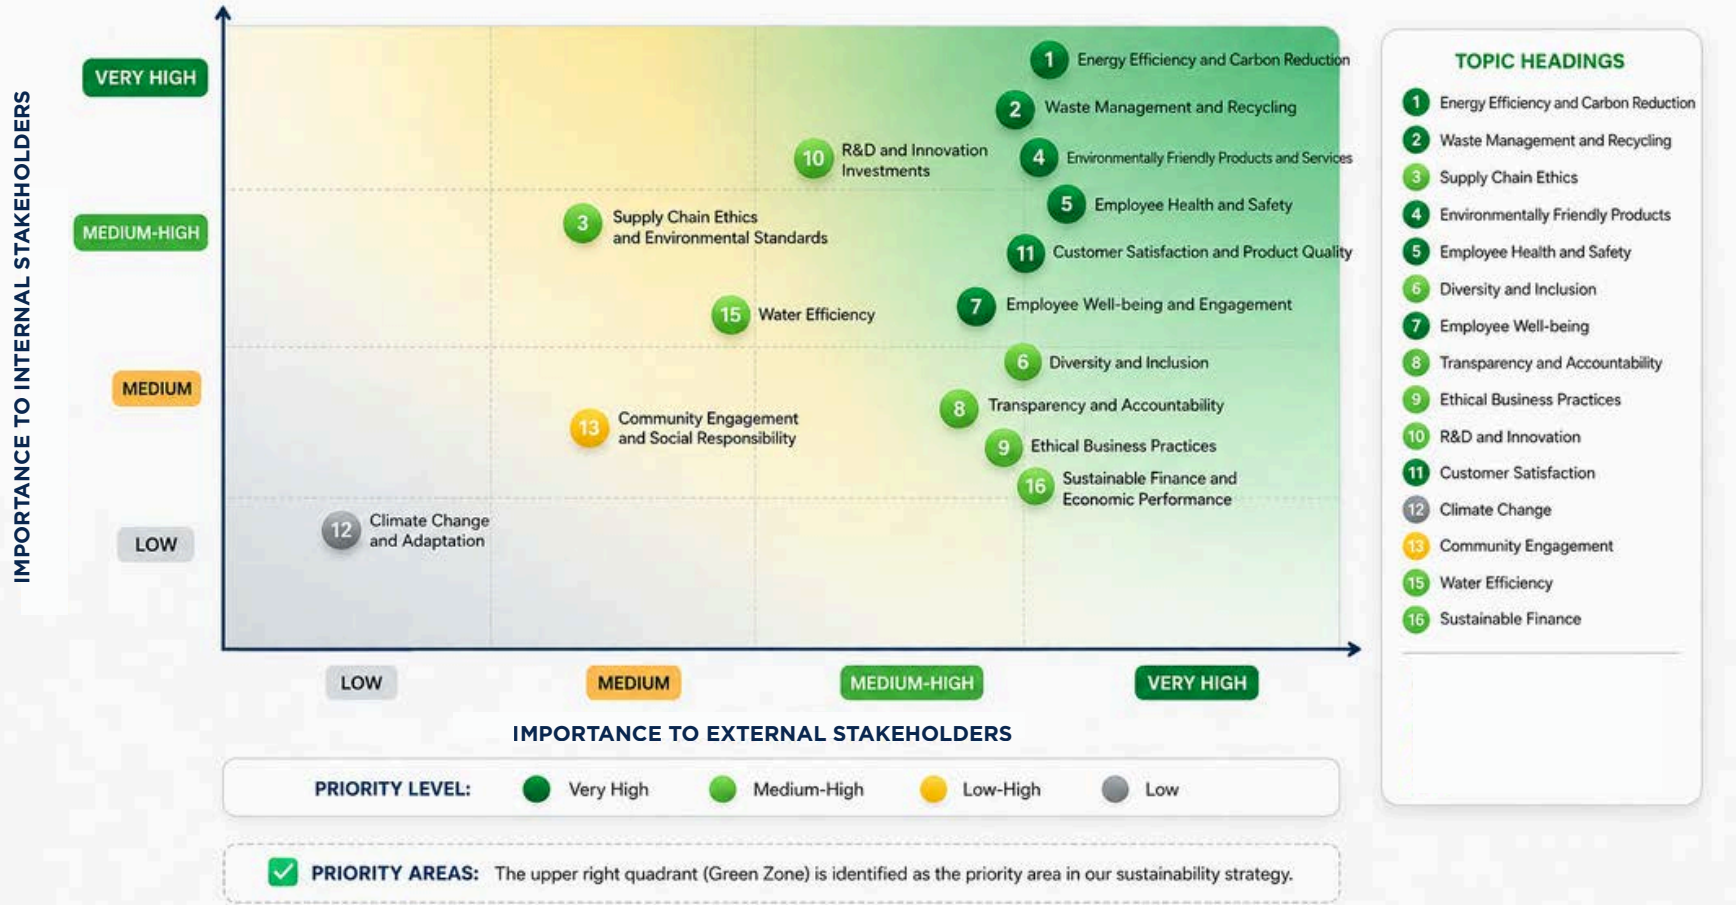 IMPORTANCE TO INTERNAL STAKEHOLDERS
VERY HIGH
MEDIUM-HIGH
MEDIUM
LOW
1 Energy Efficiency and Carbon Reduction
2 Waste Management and Recycling
10 R&D and Innovation
Investments
4 Environmentally Friendly Products and Services
5 Employee Health and Safety
3 Supply Chain Ethics
and Environmental Standards
11 Customer Satisfaction and Product Quality
7 Employee Well-being and Engagement
15 Water Efficiency
6 Diversity and Inclusion
8 Transparency and Accountability
13 Community Engagement
and Social Responsibility
9 Ethical Business Practices
16 Sustainable Finance and
Economic Performance
12 Climate Change
and Adaptation
LOW
MEDIUM
MEDIUM-HIGH
VERY HIGH
IMPORTANCE TO EXTERNAL STAKEHOLDERS
PRIORITY LEVEL: Very High Medium-High Low-High Low
PRIORITY AREAS: The upper right quadrant (Green Zone) is identified as the priority area in our sustainability strategy.
TOPIC HEADINGS
1 Energy Efficiency and Carbon Reduction
2 Waste Management and Recycling
3 Supply Chain Ethics
4 Environmentally Friendly Products
5 Employee Health and Safety
6 Diversity and Inclusion
7 Employee Well-being
8 Transparency and Accountability
9 Ethical Business Practices
10 R&D and Innovation
11 Customer Satisfaction
12 Climate Change
13 Community Engagement
15 Water Efficiency
16 Sustainable Finance